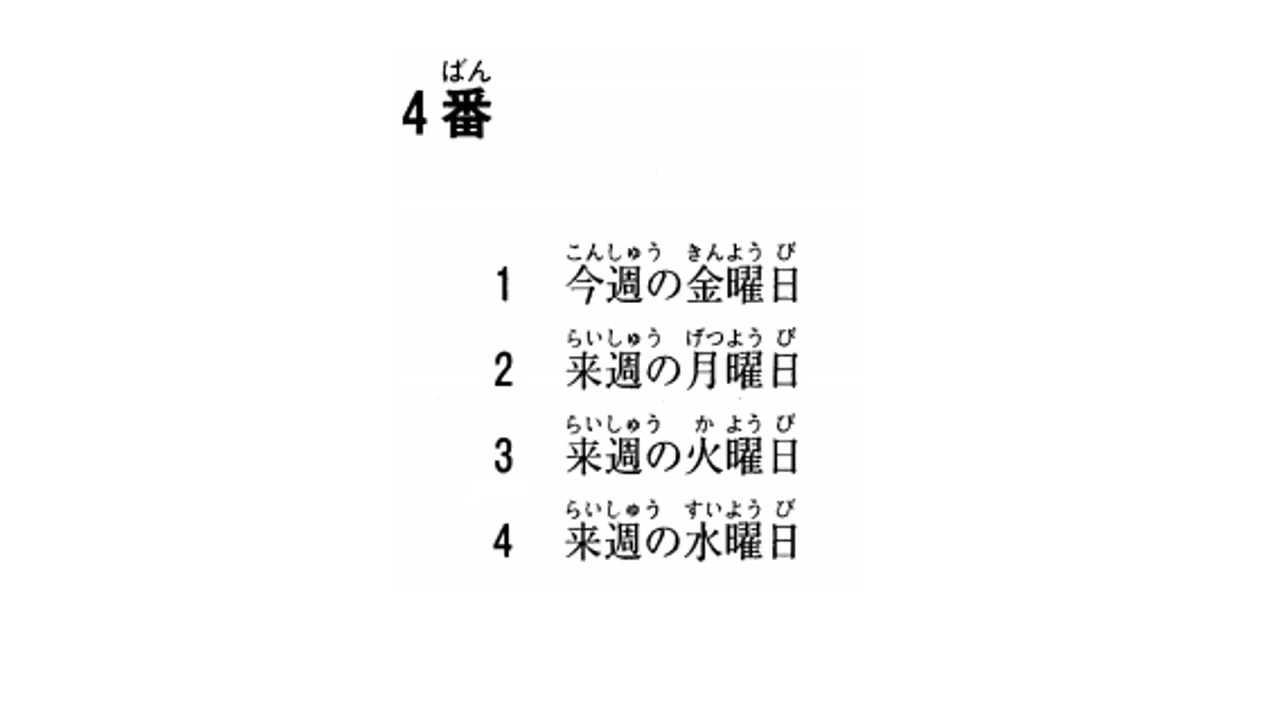 ばん
4番
こんしゅう きんようび
1 今週の金曜日
らいしゅう げつようび
2 来週の月曜日
らいしゅう かようび
3 来週の火曜日
らいしゅう すいようび
4 来週の水曜日